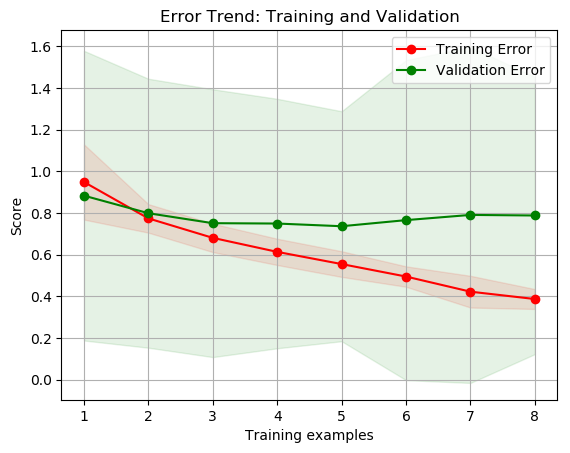 Error Trend: Training and Validation
Training Error
Validation Error
Score
1.6
1.4
1.2
1.0
0.8
0.6
0.4
0.2
0.0
1 2 3 4 5 6 7 8
Training examples